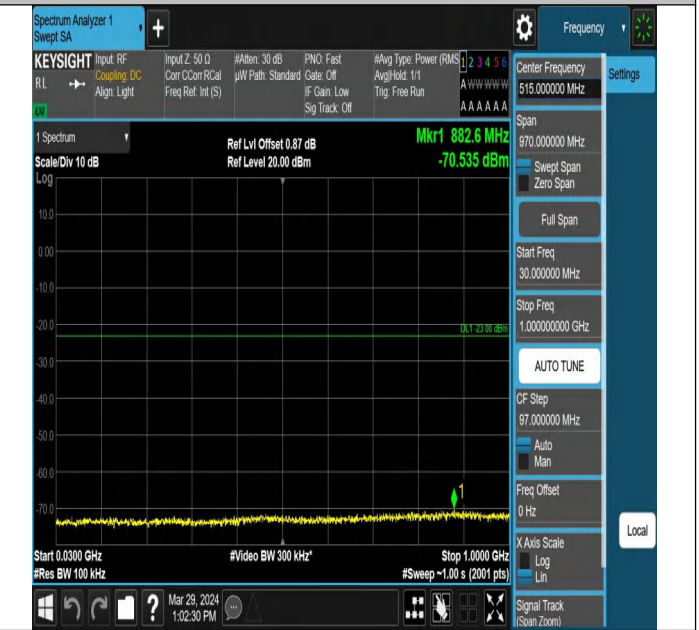 Spectrum Analyzer 1
Swept SA
+
Frequency
KEYSIGHT
RL
Input: RF
Coupling: DC
Align: Light
Input Z: 50 Ω
Corr CCorr RCal
Freq Ref: Int (S)
#Atten: 30 dB
µW Path: Standard
PNO: Fast
Gate: Off
IF Gain: Low
Sig Track: Off
#Avg Type: Power (RMS
Avg|Hold: 1/1
Trig: Free Run
1 2 3 4 5 6
A W W W W W
A A A A A A
Center Frequency
515.000000 MHz
Settings
Span
970.000000 MHz
Swept Span
Zero Span
Full Span
Start Freq
30.000000 MHz
Stop Freq
1.000000000 GHz
AUTO TUNE
CF Step
97.000000 MHz
Auto
Man
Freq Offset
0 Hz
X Axis Scale
Log
Lin
Signal Track
(Span Zoom)
Local
1 Spectrum
Scale/Div 10 dB
Log
Ref Lvl Offset 0.87 dB
Ref Level 20.00 dBm
Mkr1 882.6 MHz
-70.535 dBm
10.0
0.00
-10.0
-20.0
DL1 -23.00 dBm
-30.0
-40.0
-50.0
-60.0
1
-70.0
Start 0.0300 GHz
#Res BW 100 kHz
#Video BW 300 kHz*
Stop 1.0000 GHz
#Sweep ~1.00 s (2001 pts)
?
Mar 29, 2024
1:02:30 PM